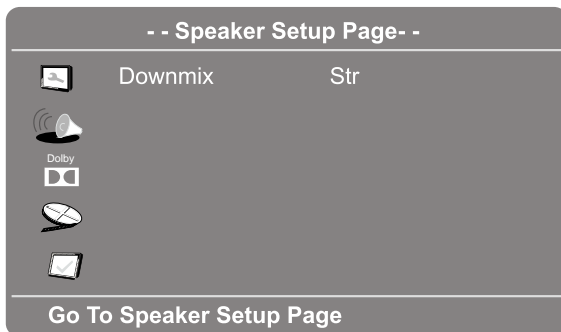 - - Speaker Setup Page- -
Downmix Str
Dolby
Go To Speaker Setup Page